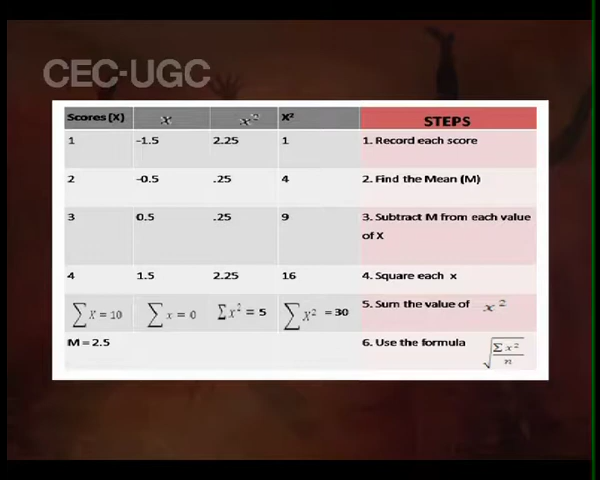 CEC-UGC
Scores (X) x x² X² STEPS
1 -1.5 2.25 1 1. Record each score
2 -0.5 .25 4 2. Find the Mean (M)
3 0.5 .25 9 3. Subtract M from each value
of X
4 1.5 2.25 16 4. Square each x
∑X = 10 ∑x = 0 ∑x² = 5 ∑X² = 30 5. Sum the value of x²
M = 2.5 6. Use the formula √(∑x²/n)